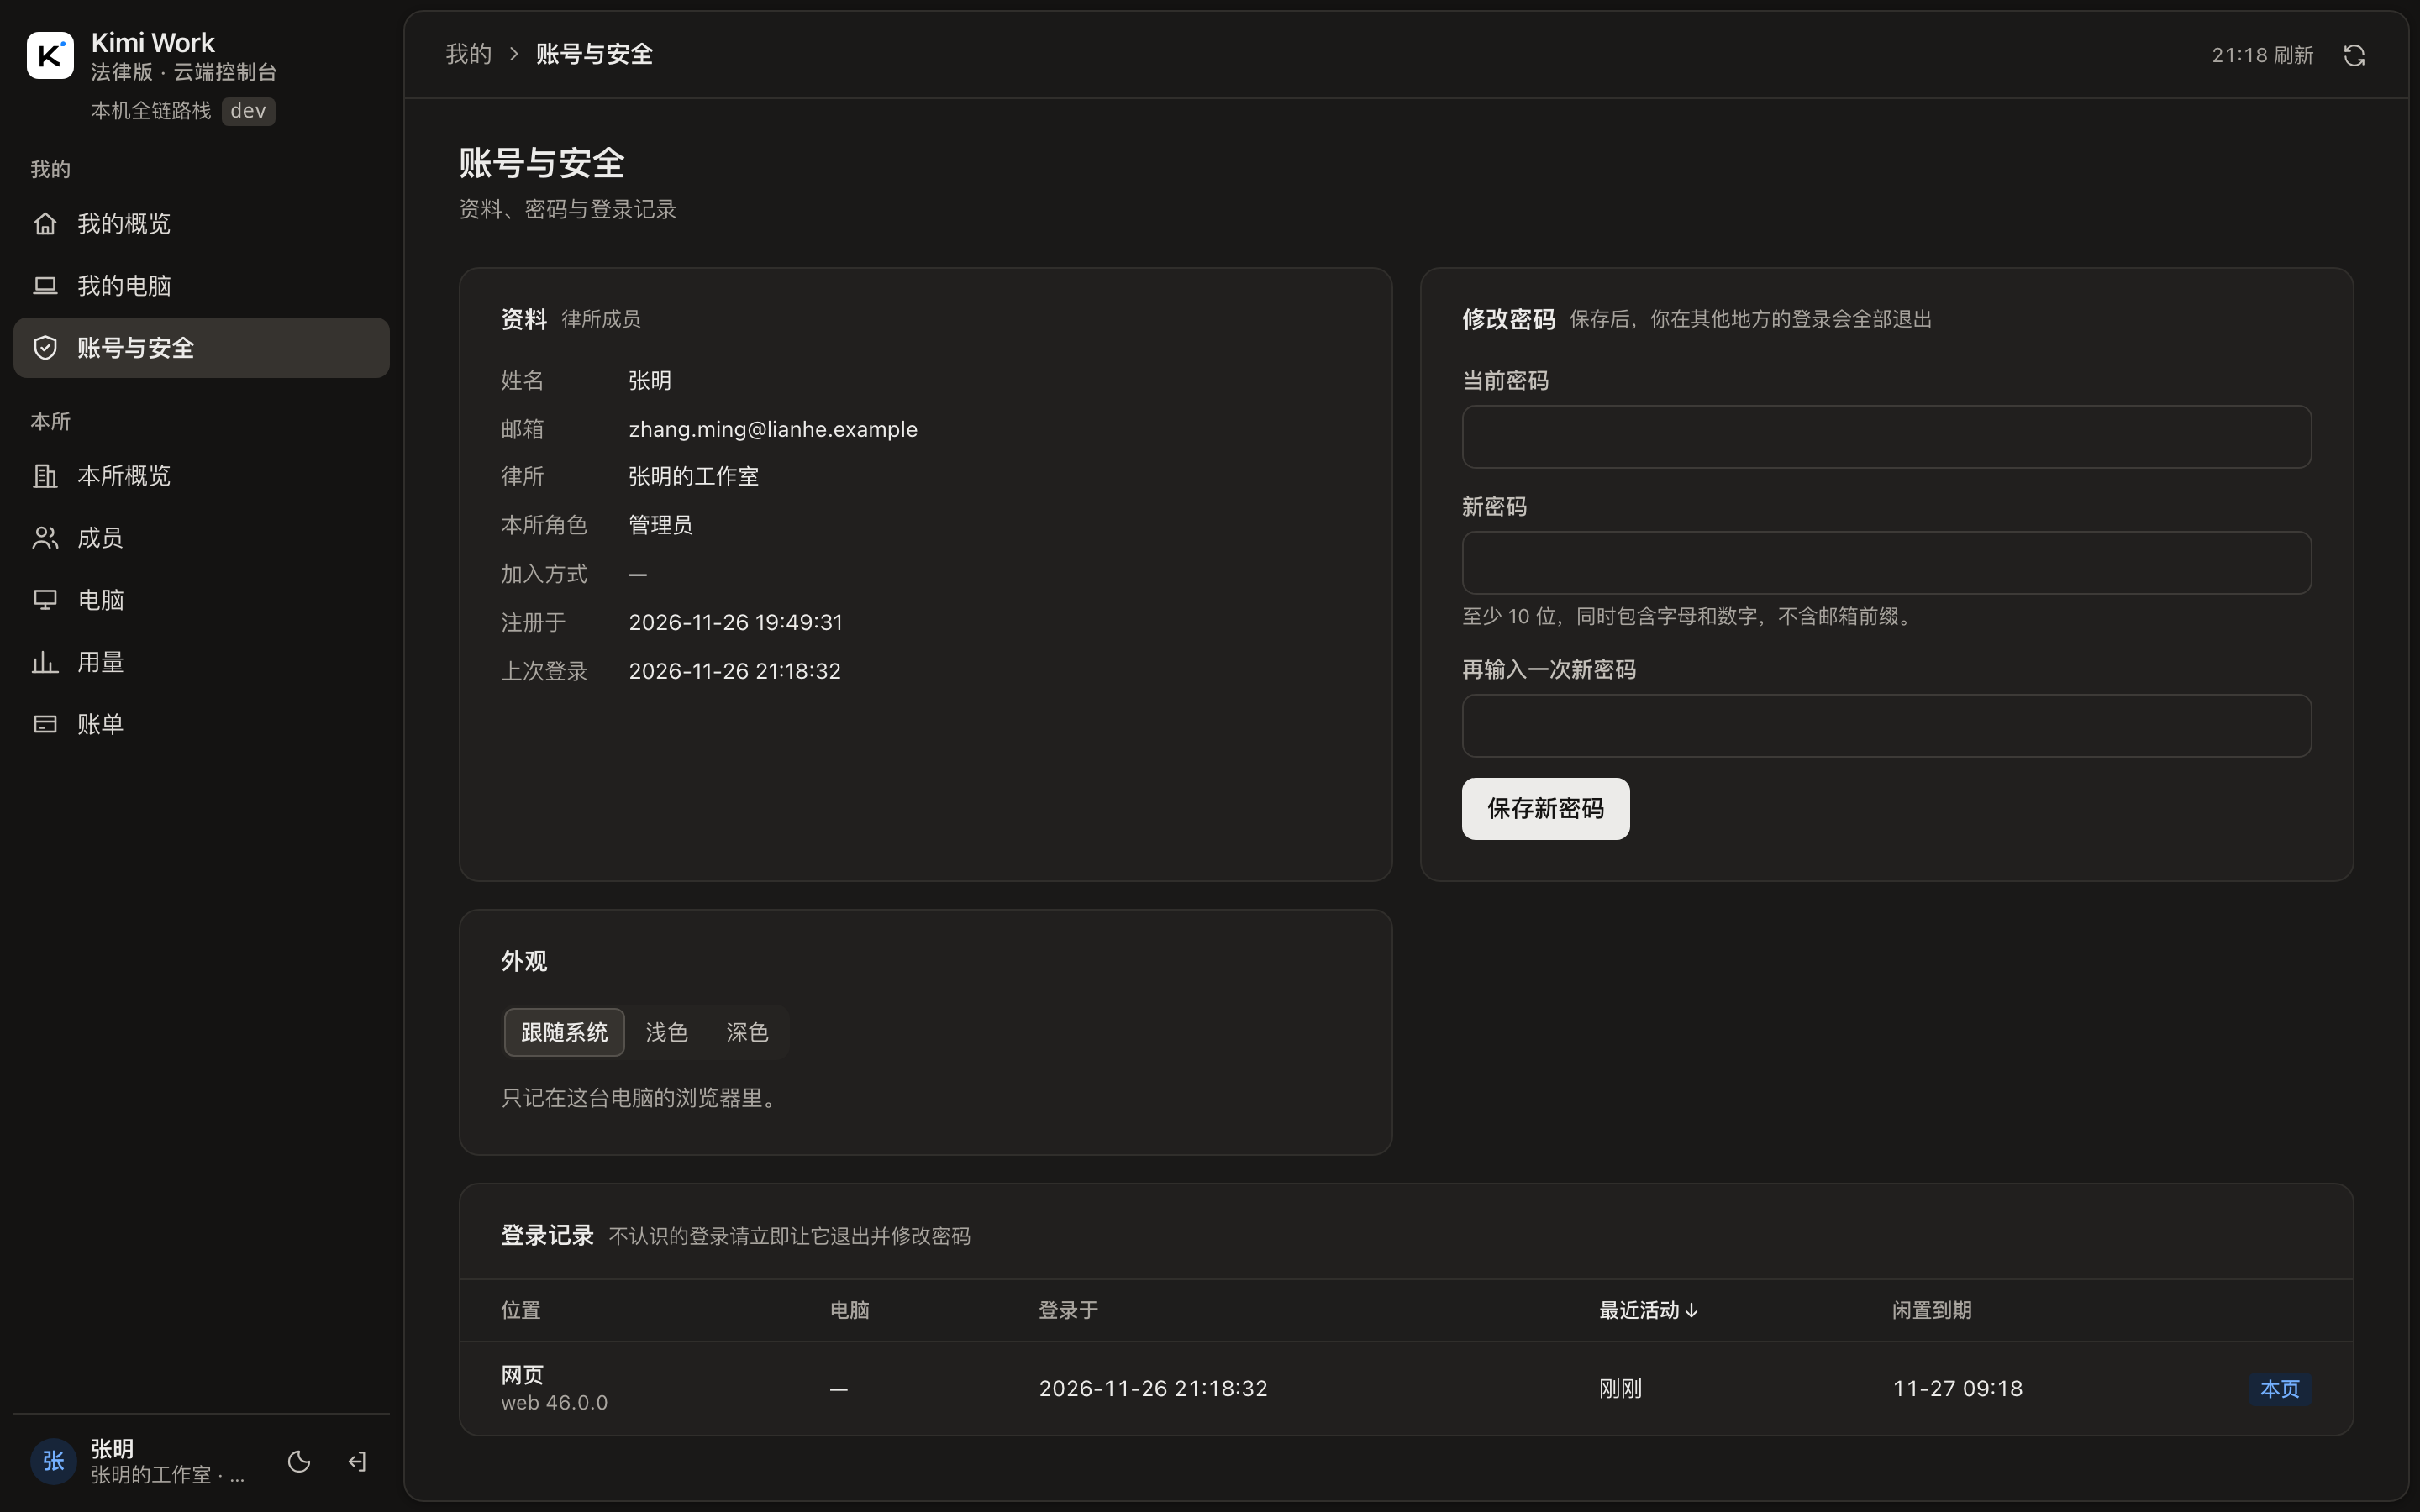 Kimi Work
法律版 · 云端控制台
本机全链路栈 dev
我的
我的概览
我的电脑
账号与安全
本所
本所概览
成员
电脑
用量
账单
张
张明
张明的工作室 · ...
我的 > 账号与安全
21:18 刷新
账号与安全
资料、密码与登录记录
资料 律所成员
姓名 张明
邮箱 zhang.ming@lianhe.example
律所 张明的工作室
本所角色 管理员
加入方式 —
注册于 2026-11-26 19:49:31
上次登录 2026-11-26 21:18:32
修改密码 保存后，你在其他地方的登录会全部退出
当前密码
新密码
至少 10 位，同时包含字母和数字，不含邮箱前缀。
再输入一次新密码
保存新密码
外观
跟随系统 浅色 深色
只记在这台电脑的浏览器里。
登录记录 不认识的登录请立即让它退出并修改密码
位置 电脑 登录于 最近活动↓ 闲置到期
网页 — 2026-11-26 21:18:32 刚刚 11-27 09:18 本页
web 46.0.0